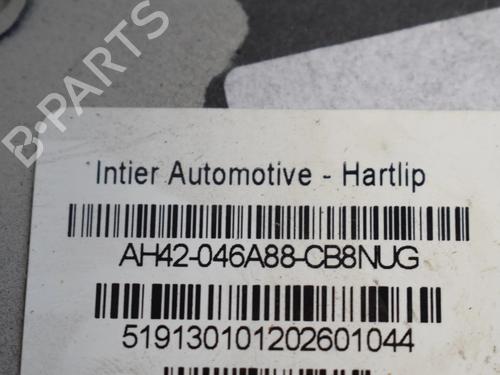 B-PARTS
Intier Automotive - Hartlip
AH42-046A88-CB8NUG
519130101202601044